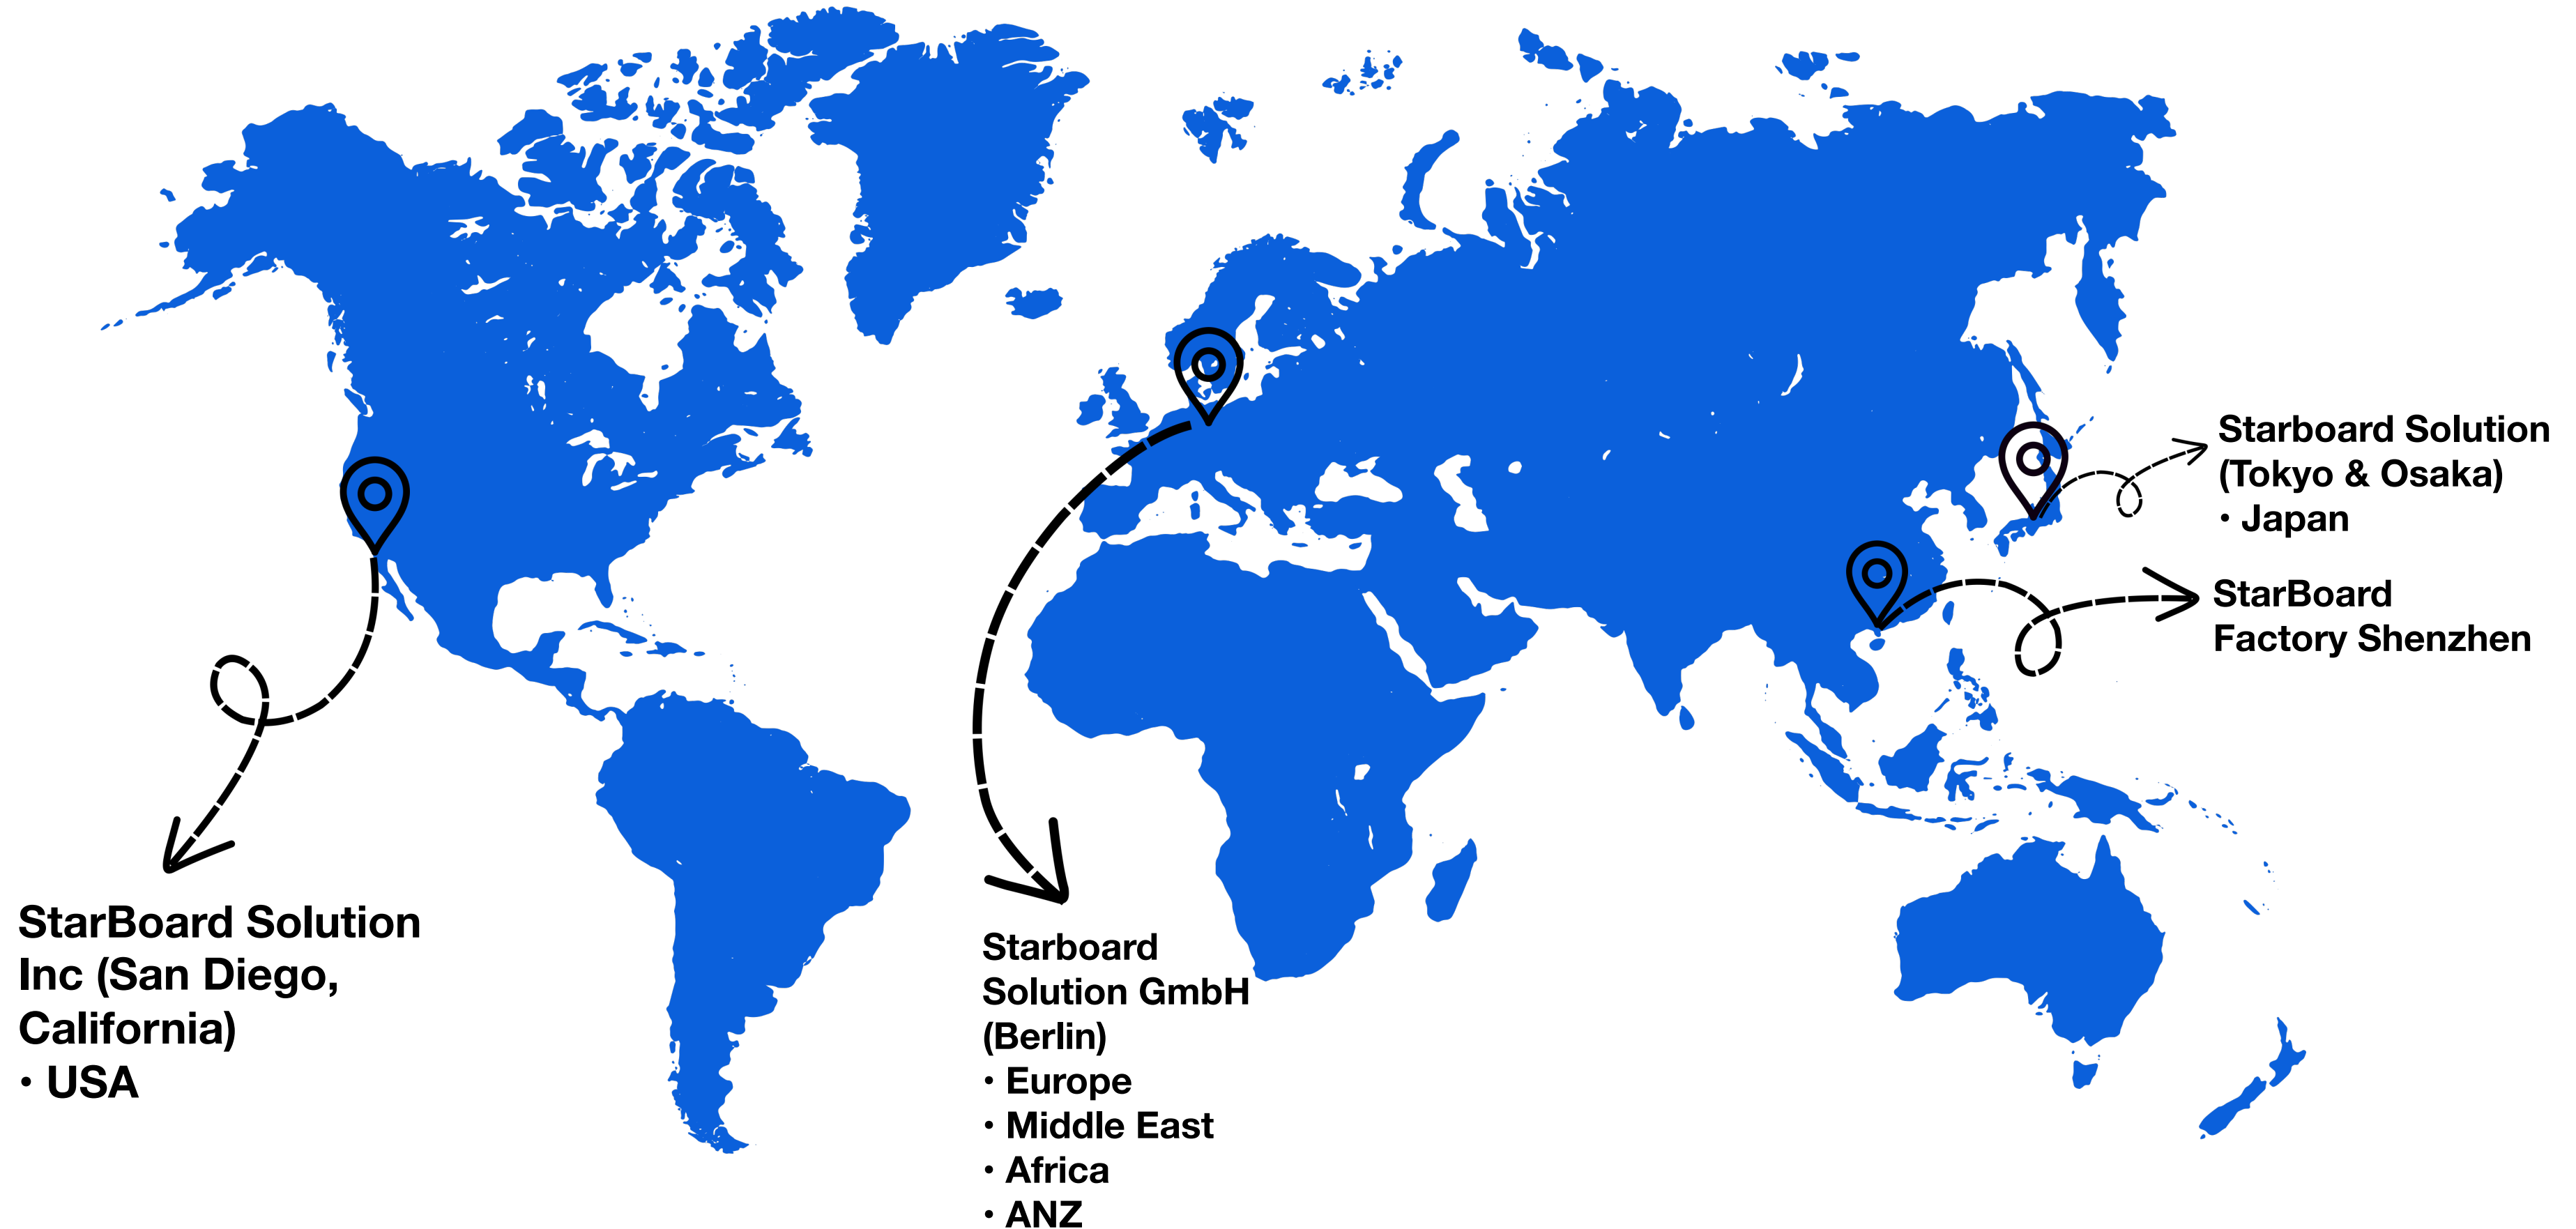 StarBoard Solution
Inc (San Diego,
California)
• USA
Starboard
Solution GmbH
(Berlin)
• Europe
• Middle East
• Africa
• ANZ
Starboard Solution
(Tokyo & Osaka)
• Japan
StarBoard
Factory Shenzhen